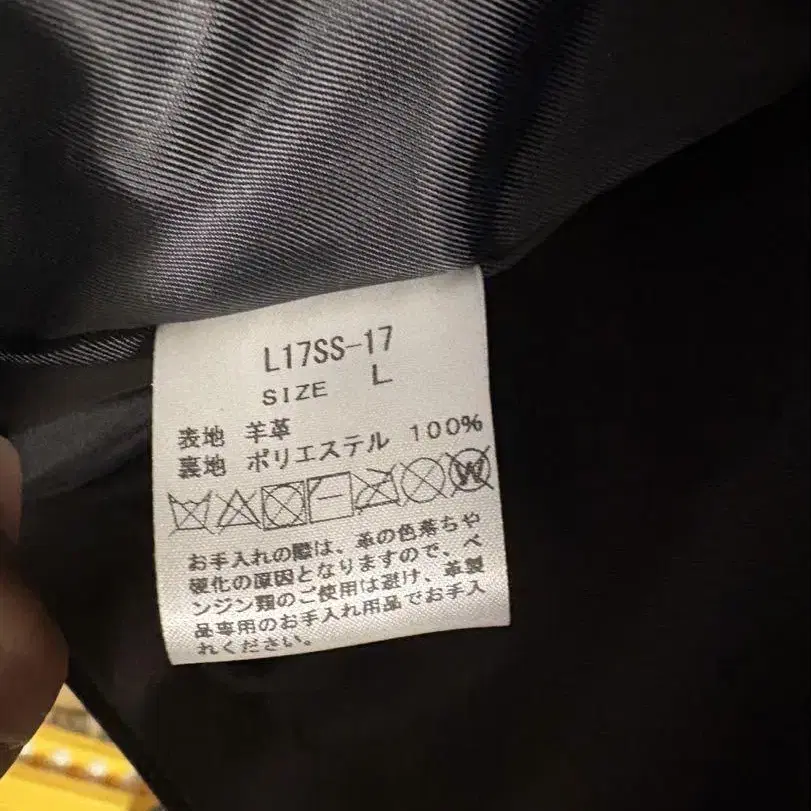 L17SS-17
SIZE L
表地 羊革
裏地 ポリエステル 100%
W
お手入れの際は、革の色落ちや
硬化の原因となりますので、ベ
ンジン類のご使用は避け、革製
品専用のお手入れ用品でお手入
れください。